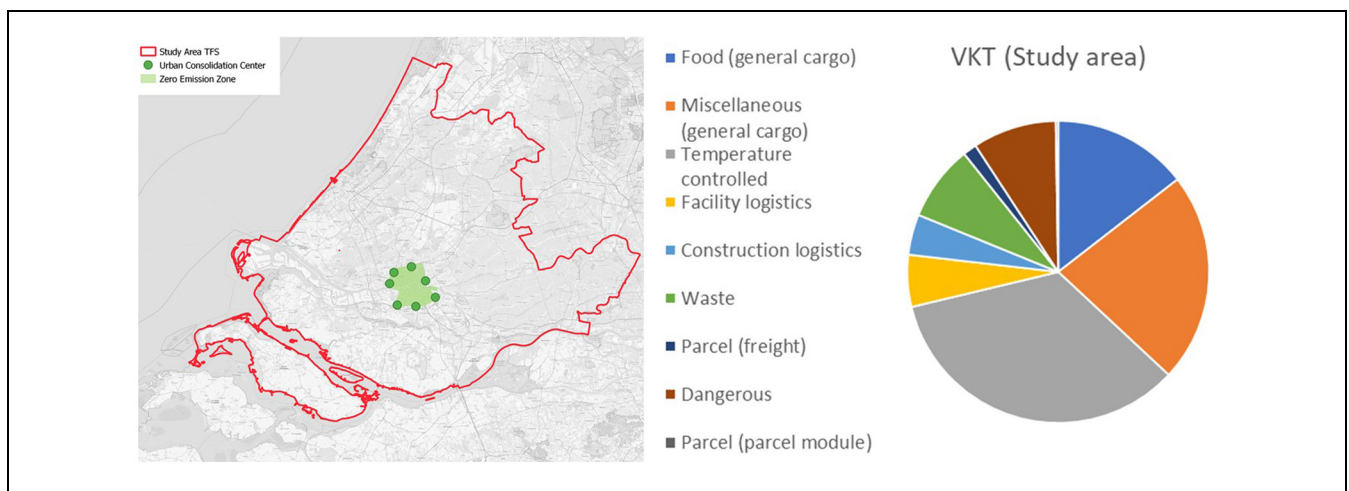 Study Area TFS
Urban Consolidation Center
Zero Emission Zone
Food (general cargo)
Miscellaneous
(general cargo)
Temperature
controlled
Facility logistics
Construction logistics
Waste
Parcel (freight)
Dangerous
Parcel (parcel module)
VKT (Study area)